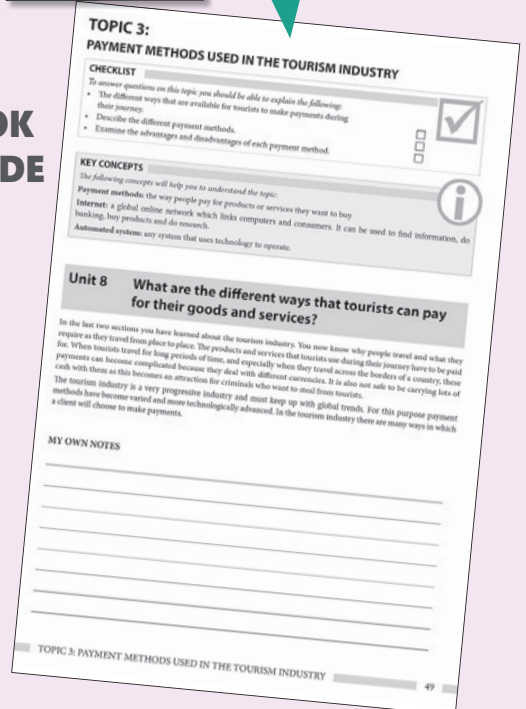 OK
DE
TOPIC 3:
PAYMENT METHODS USED IN THE TOURISM INDUSTRY
CHECKLIST
To answer questions on this topic you should be able to explain the following:
• The different ways that are available for tourists to make payments during
their journey.
• Describe the different payment methods.
• Examine the advantages and disadvantages of each payment method.
KEY CONCEPTS
The following concepts will help you to understand the topic:
Payment methods: the way people pay for products or services they want to buy.
Internet: a global online network which links computers and consumers. It can be used to find information, do
banking, buy products and do research.
Automated system: any system that uses technology to operate.
Unit 8 What are the different ways that tourists can pay
for their goods and services?
In the last two sections you have learned about the tourism industry. You now know why people travel and what they
require as they travel from place to place. The products and services that tourists use during their journey have to be paid
for. When tourists travel for long periods of time, and especially when they travel across the borders of a country, these
payments can become complicated because they deal with different currencies. It is also not safe to be carrying lots of
cash with them as this becomes an attraction for criminals who want to steal from tourists.
The tourism industry is a very progressive industry and must keep up with global trends. For this purpose payment
methods have become varied and more technologically advanced. In the tourism industry there are many ways in which
a client will choose to make payments.
MY OWN NOTES
TOPIC 3: PAYMENT METHODS USED IN THE TOURISM INDUSTRY
49